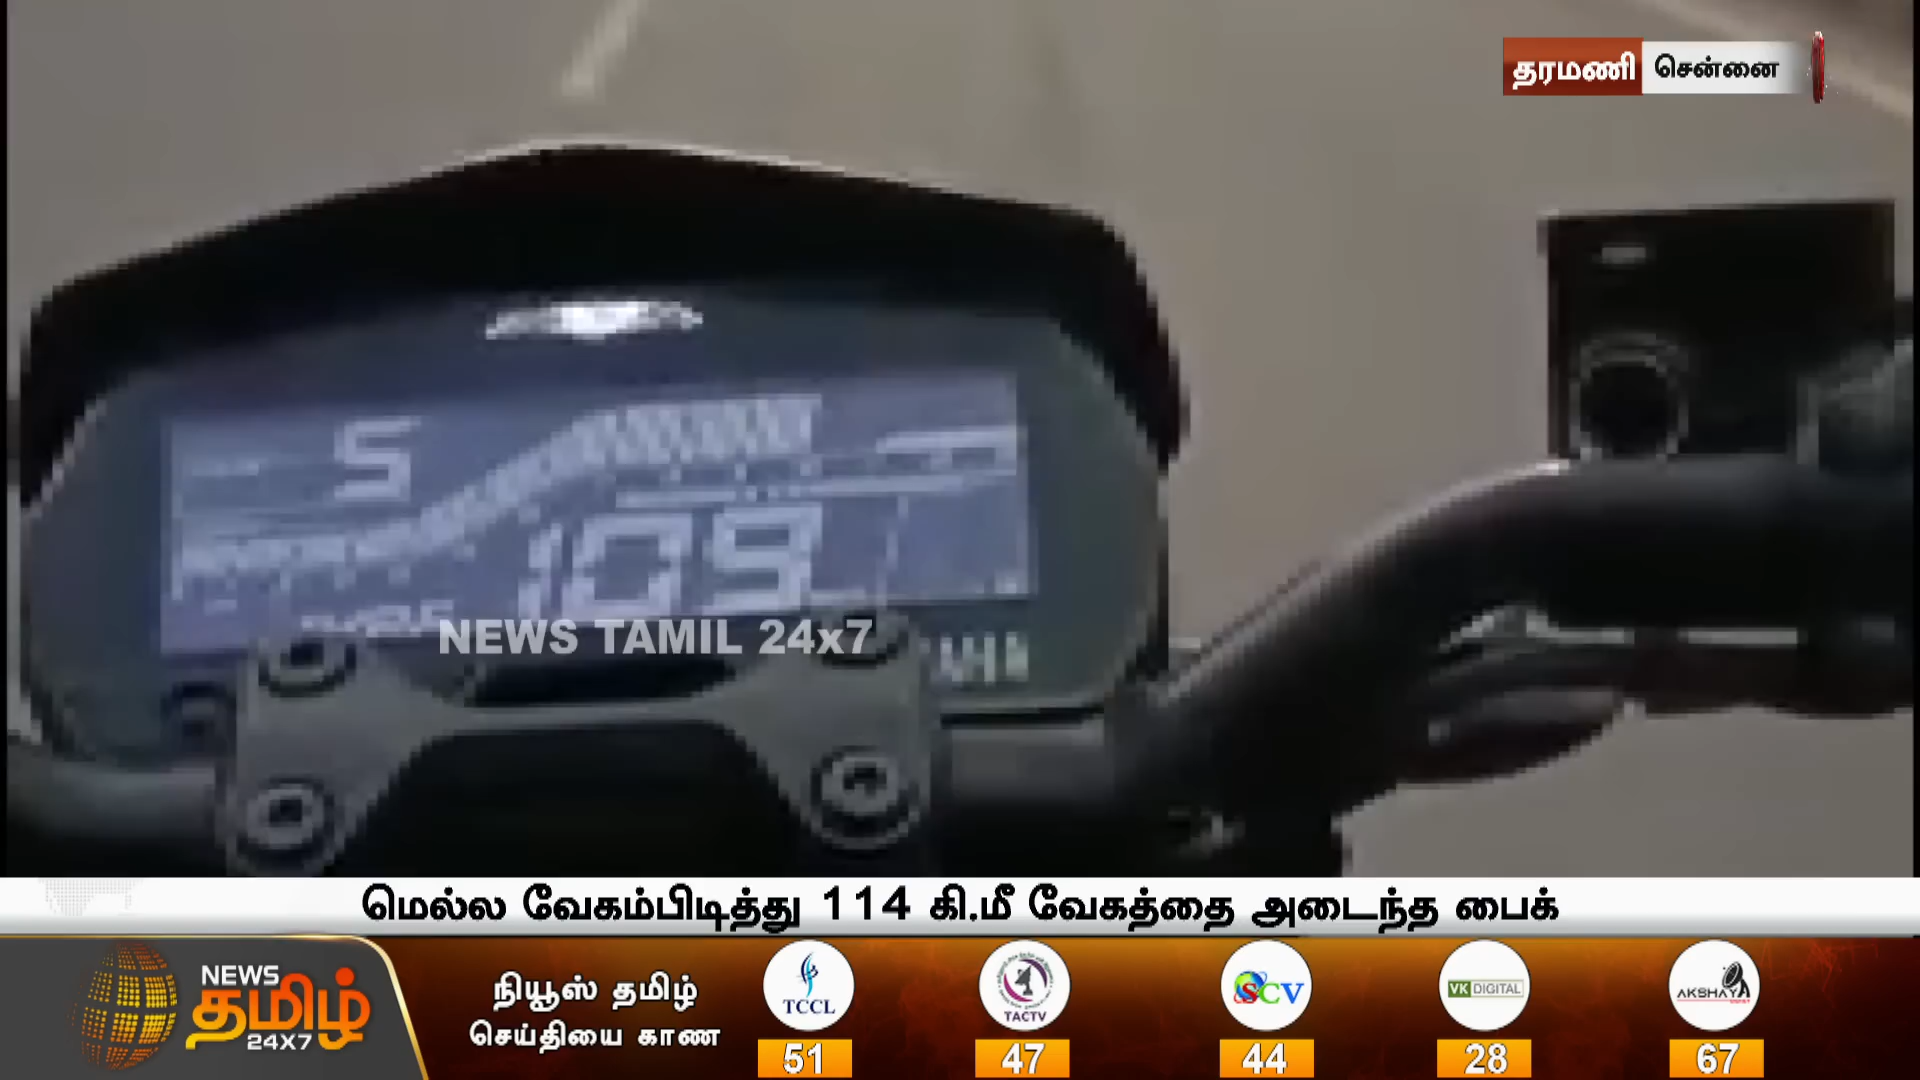 தரமணி சென்னை
S
109
NEWS TAMIL 24x7
மெல்ல வேகம்பிடித்து 114 கி.மீ வேகத்தை அடைந்த பைக்
NEWS
தமிழ்
24X7
நியூஸ் தமிழ்
செய்தியை காண
TCCL
TACTV
SCV
VK DIGITAL
AKSHAYA
51
47
44
28
67